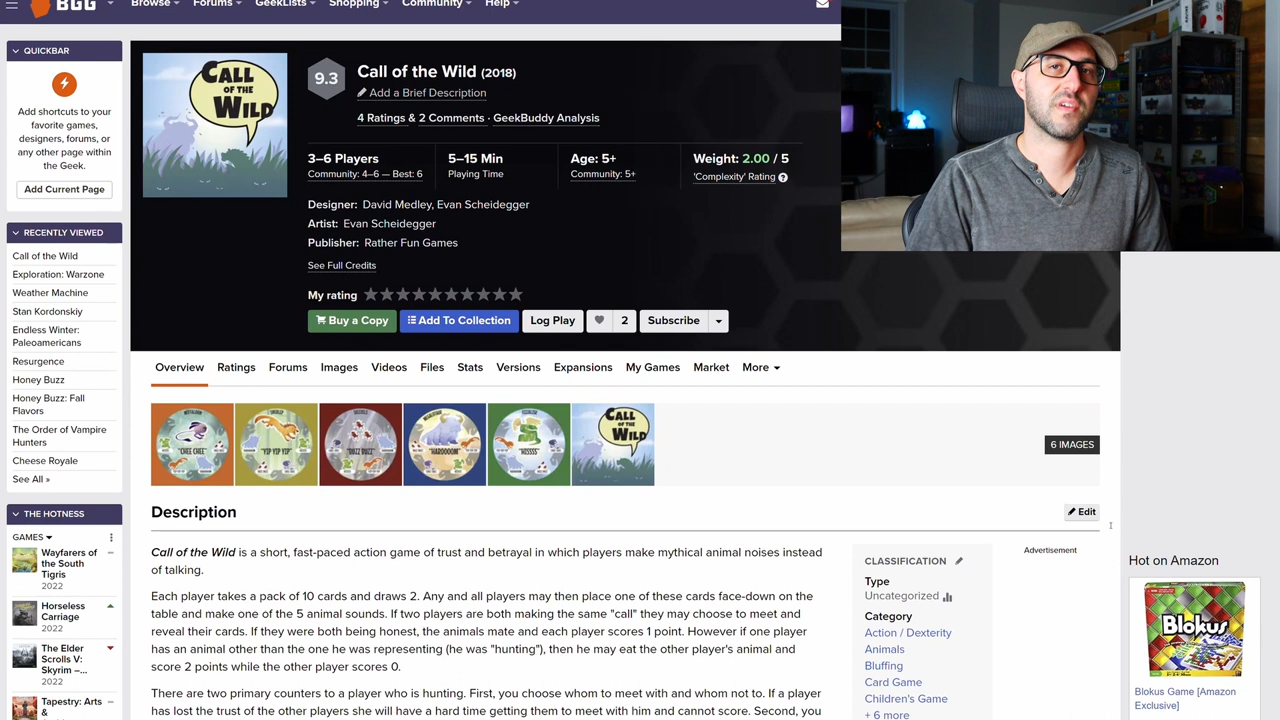 BGG
Browse
Forums
GeekLists
Shopping
Community
Help
QUICKBAR
Add shortcuts to your
favorite games,
designers, forums, or
any other page within
the Geek.
Add Current Page
RECENTLY VIEWED
Call of the Wild
Exploration: Warzone
Weather Machine
Stan Kordonskiy
Endless Winter:
Paleoamericans
Resurgence
Honey Buzz
Honey Buzz: Fall
Flavors
The Order of Vampire
Hunters
Cheese Royale
See All »
THE HOTNESS
GAMES
Wayfarers of
the South
Tigris
2022
Horseless
Carriage
2022
The Elder
Scrolls V:
Skyrim –...
2022
Tapestry: Arts
&
CALL
OF THE
WILD
9.3
Call of the Wild (2018)
Add a Brief Description
4 Ratings & 2 Comments · GeekBuddy Analysis
3–6 Players
Community: 4–6 — Best: 6
5–15 Min
Playing Time
Age: 5+
Community: 5+
Weight: 2.00 / 5
'Complexity' Rating
Designer: David Medley, Evan Scheidegger
Artist: Evan Scheidegger
Publisher: Rather Fun Games
See Full Credits
My rating
Buy a Copy
Add To Collection
Log Play
2
Subscribe
Overview
Ratings
Forums
Images
Videos
Files
Stats
Versions
Expansions
My Games
Market
More
"CHEE CHEE"
"YIP YIP YIP"
"BUZZ BUZZ"
"HAROOOOM"
"HISSSS"
CALL
OF THE
WILD
6 IMAGES
Description
Edit
Call of the Wild is a short, fast-paced action game of trust and betrayal in which players make mythical animal noises instead
of talking.
Each player takes a pack of 10 cards and draws 2. Any and all players may then place one of these cards face-down on the
table and make one of the 5 animal sounds. If two players are both making the same "call" they may choose to meet and
reveal their cards. If they were both being honest, the animals mate and each player scores 1 point. However if one player
has an animal other than the one he was representing (he was "hunting"), then he may eat the other player's animal and
score 2 points while the other player scores 0.
There are two primary counters to a player who is hunting. First, you choose whom to meet with and whom not to. If a player
has lost the trust of the other players she will have a hard time getting them to meet with him and cannot score. Second, you
CLASSIFICATION
Type
Uncategorized
Category
Action / Dexterity
Animals
Bluffing
Card Game
Children's Game
+ 6 more
Advertisement
Hot on Amazon
Blokus
Blokus Game [Amazon
Exclusive]